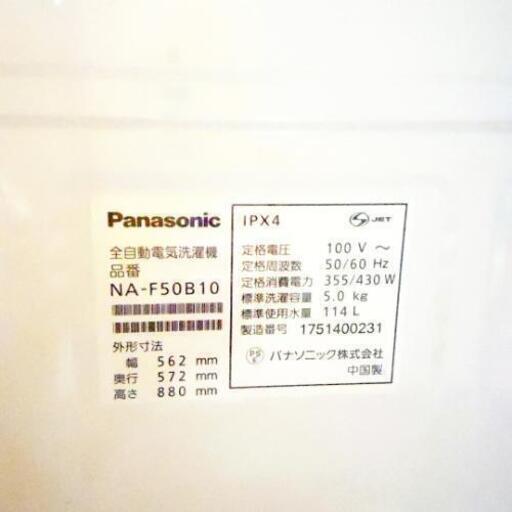 Panasonic
全自動電気洗濯機
品番
NA-F50B10
外形寸法
幅 562 mm
奥行 572 mm
高さ 880 mm
IPX4
S JET
定格電圧 100 V ～
定格周波数 50/60 Hz
定格消費電力 355/430 W
標準洗濯容量 5.0 kg
標準使用水量 114 L
製造番号 1751400231
PS E パナソニック株式会社
中国製